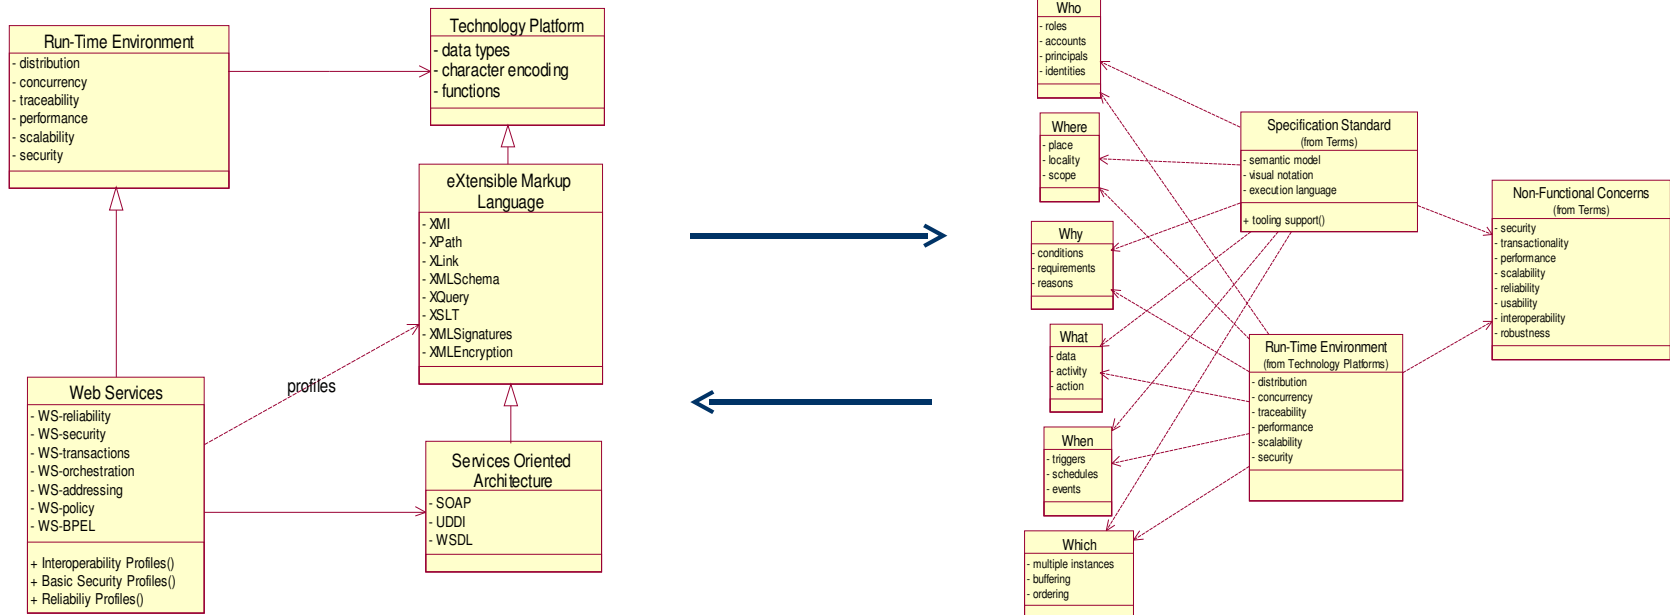 Run-Time Environment
- distribution
- concurrency
- traceability
- performance
- scalability
- security
Technology Platform
- data types
- character encoding
- functions
eXtensible Markup
Language
- XMI
- XPath
- XLink
- XMLSchema
- XQuery
- XSLT
- XMLSignatures
- XMLEncryption
profiles
Web Services
- WS-reliability
- WS-security
- WS-transactions
- WS-orchestration
- WS-addressing
- WS-policy
- WS-BPEL
+ Interoperability Profiles()
+ Basic Security Profiles()
+ Reliabiliy Profiles()
Services Oriented
Architecture
- SOAP
- UDDI
- WSDL
Who
- roles
- accounts
- principals
- identities
Where
- place
- locality
- scope
Why
- conditions
- requirements
- reasons
What
- data
- activity
- action
When
- triggers
- schedules
- events
Which
- multiple instances
- buffering
- ordering
Specification Standard
(from Terms)
- semantic model
- visual notation
- execution language
+ tooling support()
Run-Time Environment
(from Technology Platforms)
- distribution
- concurrency
- traceability
- performance
- scalability
- security
Non-Functional Concerns
(from Terms)
- security
- transactionality
- performance
- scalability
- reliability
- usability
- interoperability
- robustness